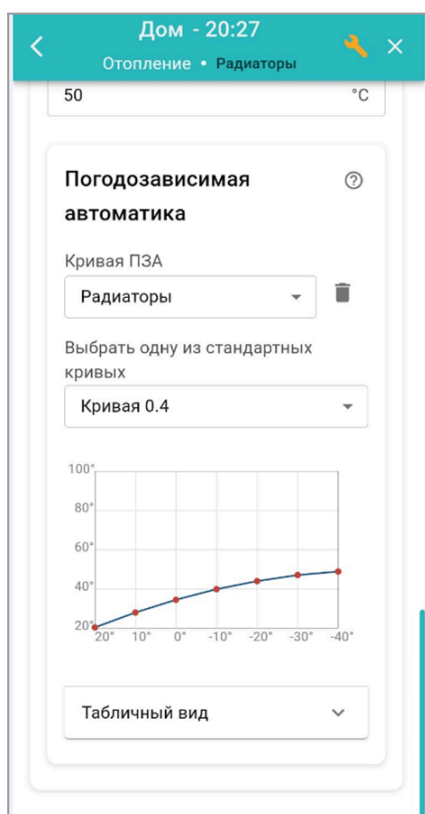 Дом - 20:27
Отопление • Радиаторы
50 °C
Погодозависимая
автоматика
Кривая ПЗА
Радиаторы
Выбрать одну из стандартных
кривых
Кривая 0.4
100°
80°
60°
40°
20°
20° 10° 0° -10° -20° -30° -40°
Табличный вид